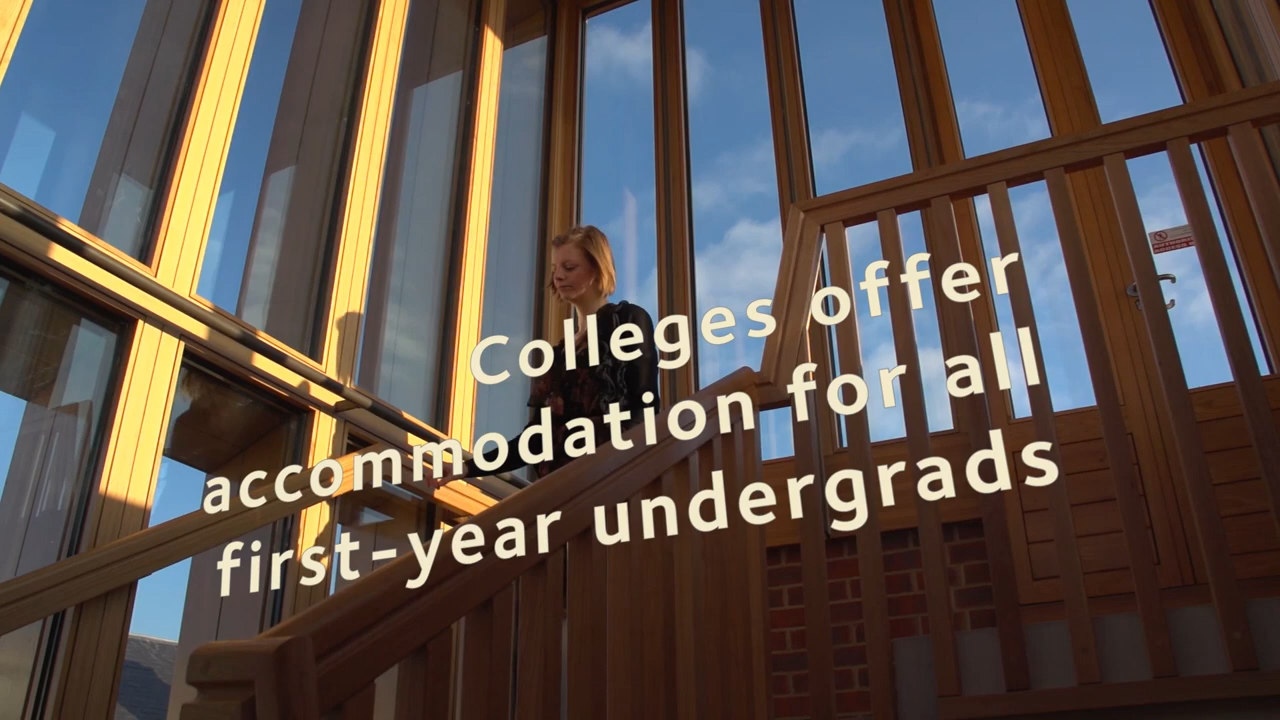 Colleges offer
accommodation for all
first-year undergrads